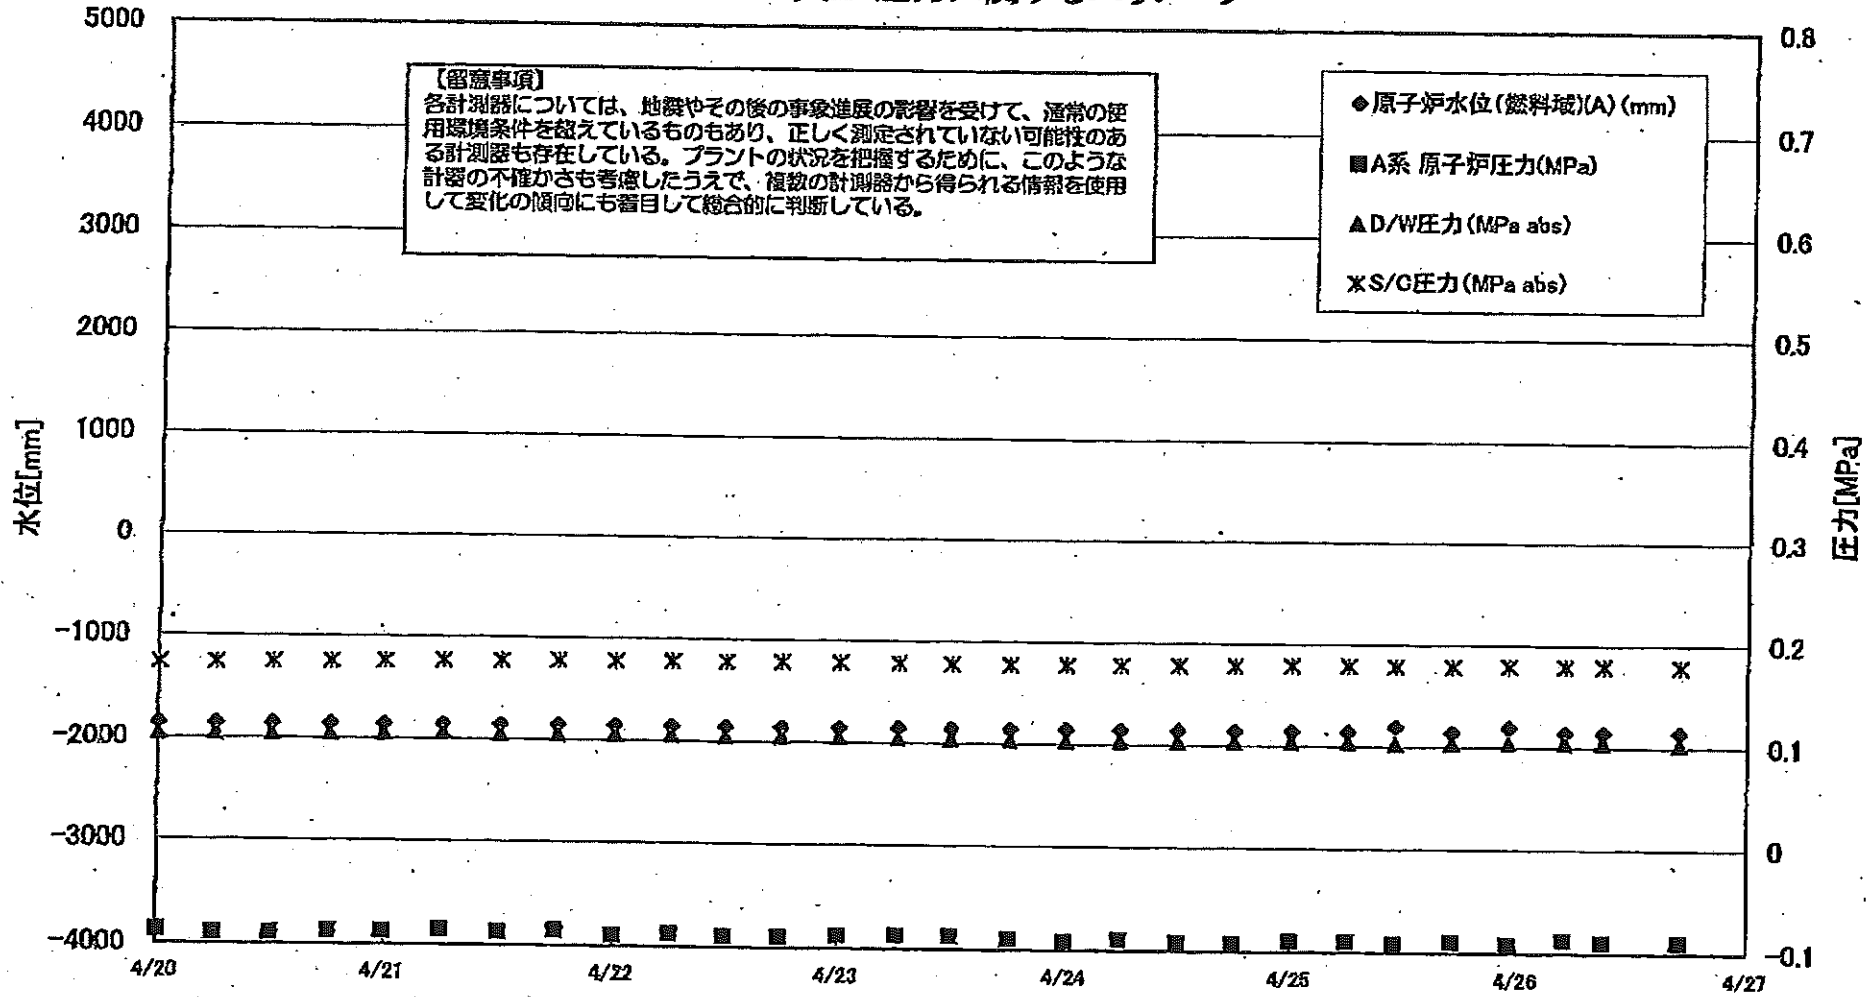 5000
4000
3000
2000
1000
0
-1000
-2000
-3000
-4000
水位[mm]
【留意事項】
各計測器については、地震やその後の事象進展の影響を受けて、通常の使
用環境条件を超えているものもあり、正しく測定されていない可能性のあ
る計測器も存在している。プラントの状況を把握するために、このような
計器の不確かさも考慮したうえで、複数の計測器から得られる情報を使用
して変化の傾向にも着目して総合的に判断している。
◆原子炉水位(燃料域)(A)(mm)
■A系 原子炉圧力(MPa)
▲D/W圧力(MPa abs)
S/C圧力(MPa abs)
0.8
0.7
0.6
0.5
0.4
0.3
0.2
0.1
0
-0.1
圧力[MPa]
4/20
4/21
4/22
4/23
4/24
4/25
4/26
4/27